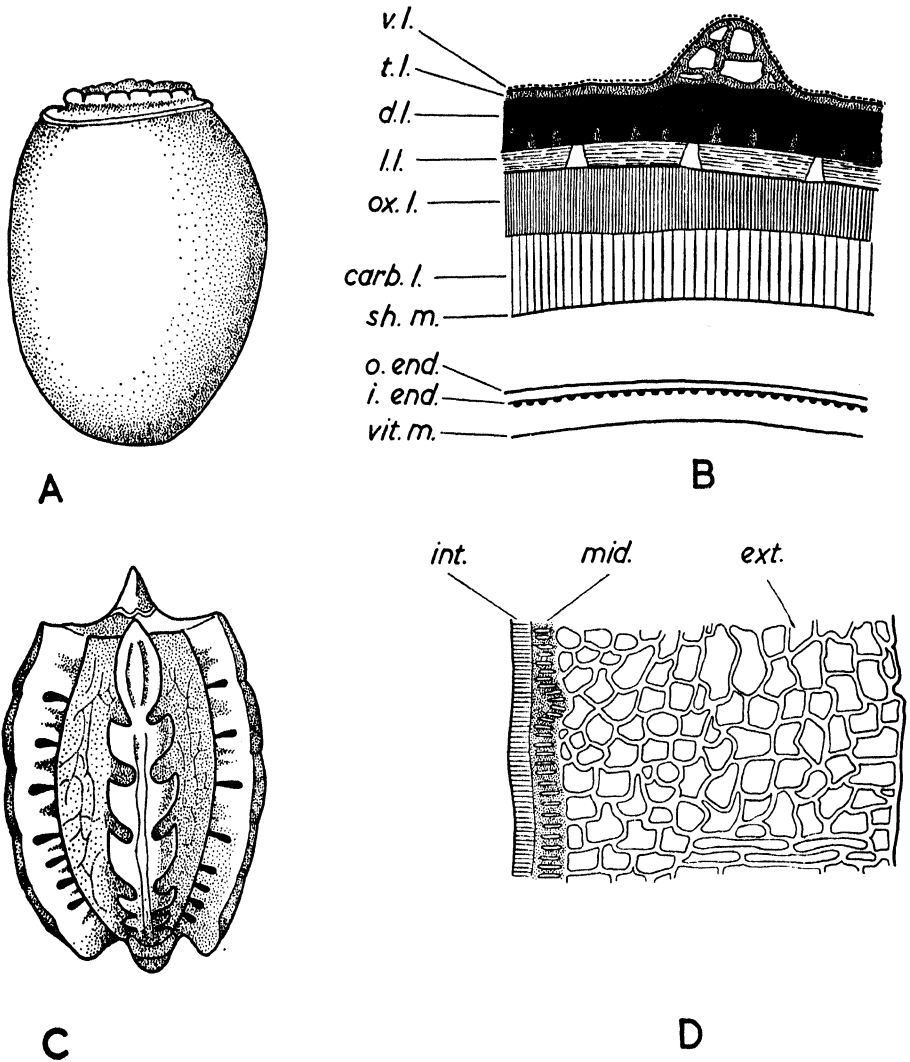 v.l.
t.l.
d.l.
l.l.
ox.l.
carb.l.
sh.m.
o.end.
i.end.
vit.m.
A
B
int. mid. ext.
C
D